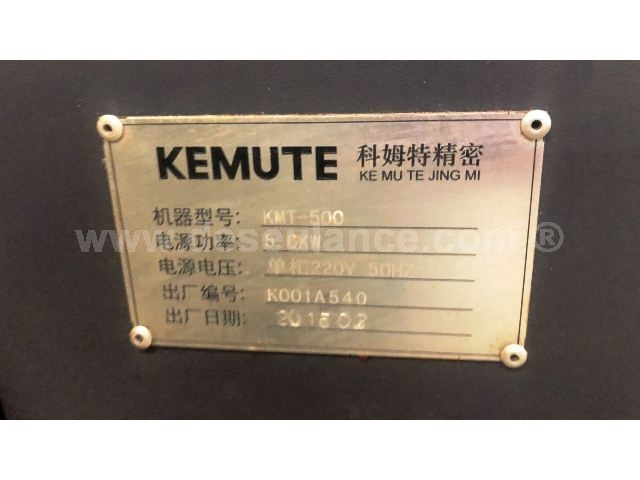 KEMUTE 科姆特精密
KE MU TE JING MI
机器型号: KMT-500
电源功率:
电源电压: 单相220V 50HZ
出厂编号: K001A540
出厂日期: 2015.02